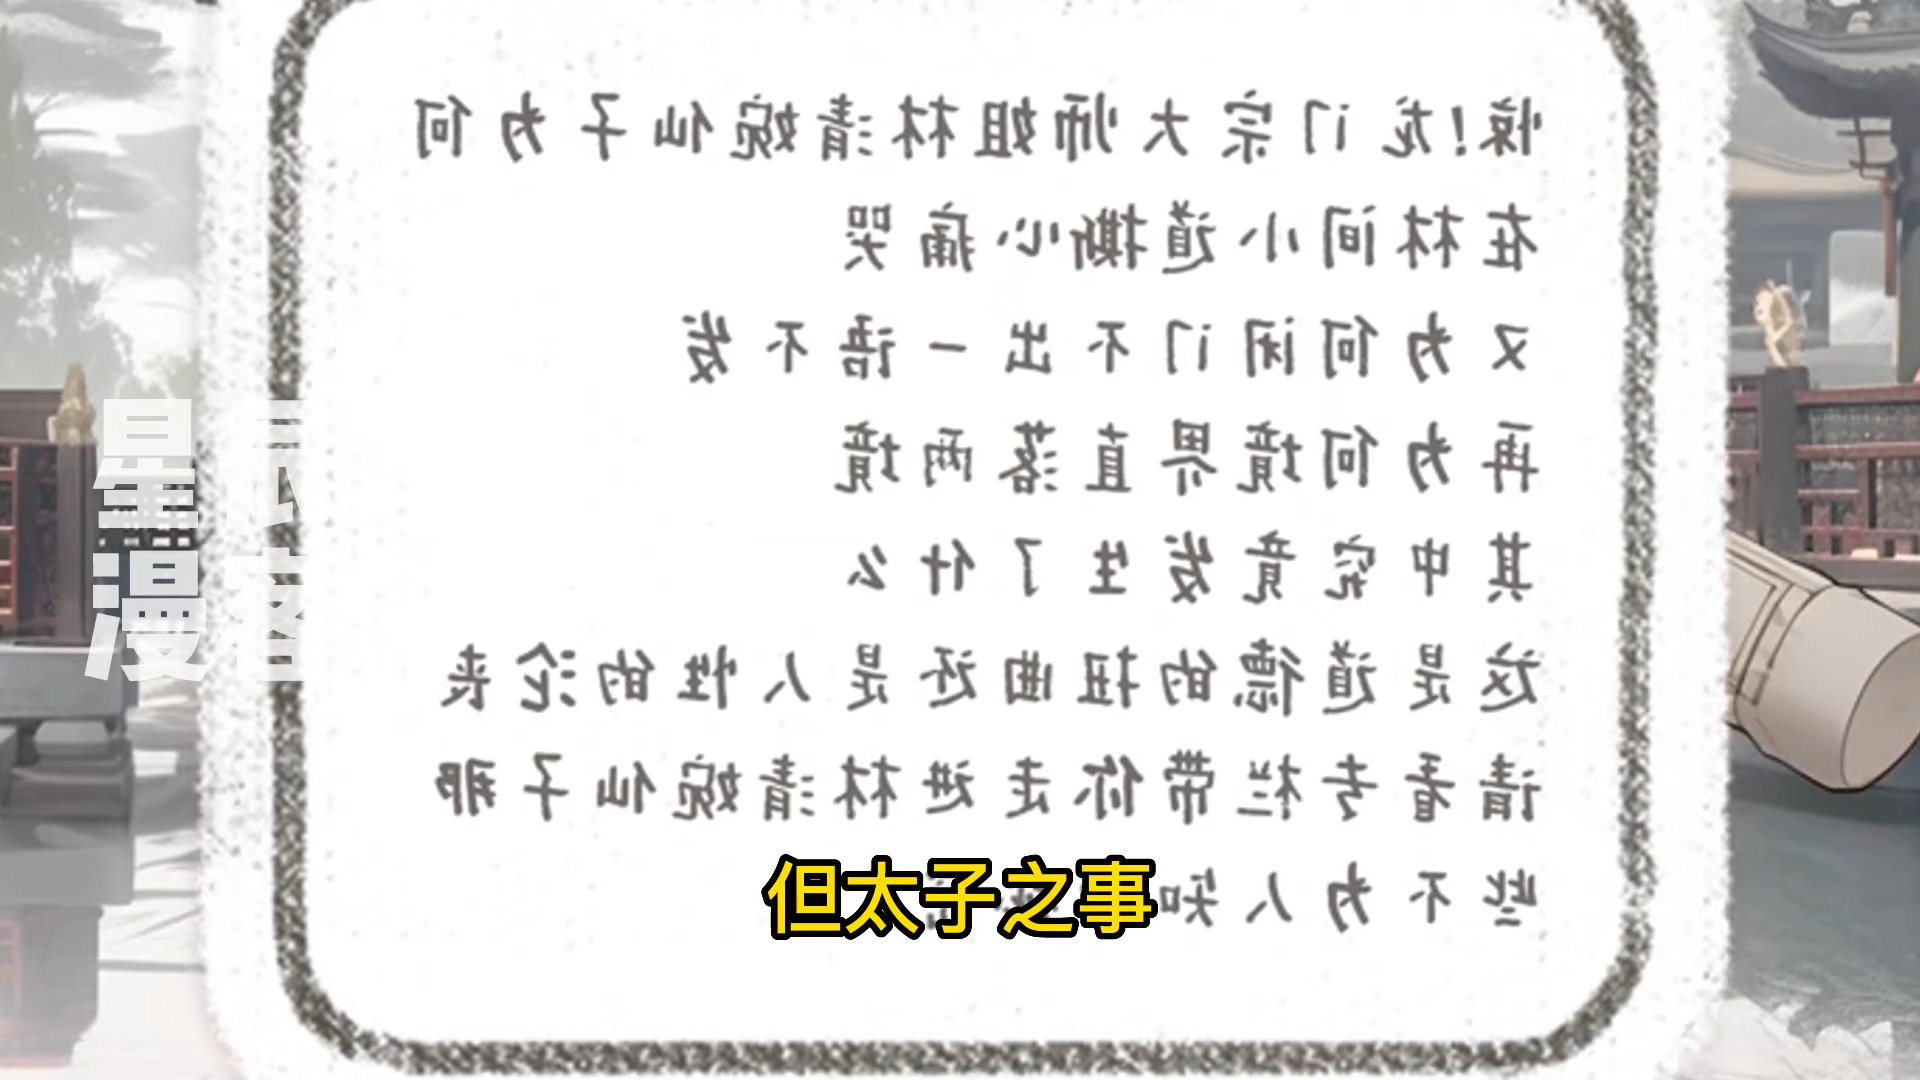 惊!龙门宗大师姐林清婉仙子为何
在林间小道撕心痛哭
又为何闭门不出一语不发
再为何境界直落两境
其中究竟发生了什么
这是道德的扭曲还是人性的沦丧
请看专栏带你走进林清婉仙子那
些不为人知
但太子之事
星
漫